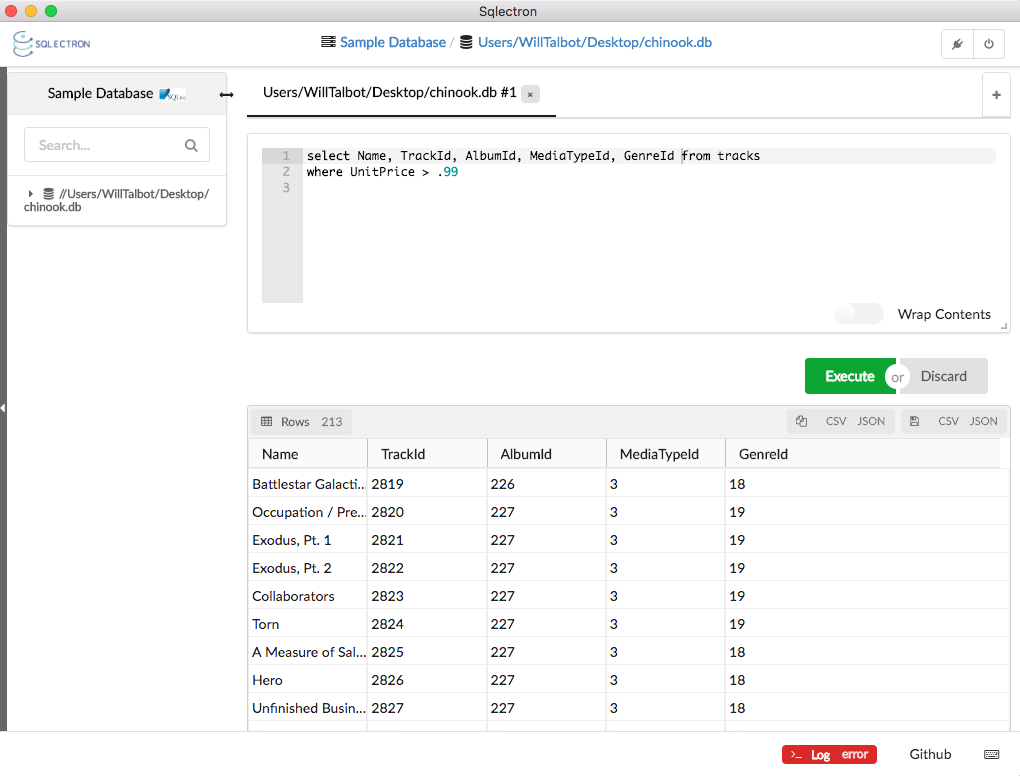 Sqlectron
SQLECTRON
Sample Database / Users/WillTalbot/Desktop/chinook.db
Sample Database SQLite
Users/WillTalbot/Desktop/chinook.db #1 ×
+
Search...
//Users/WillTalbot/Desktop/
chinook.db
1 select Name, TrackId, AlbumId, MediaTypeId, GenreId from tracks
2 where UnitPrice > .99
3
Wrap Contents
Execute or Discard
Rows 213 CSV JSON CSV JSON
Name TrackId AlbumId MediaTypeId GenreId
Battlestar Galacti... 2819 226 3 18
Occupation / Pre... 2820 227 3 19
Exodus, Pt. 1 2821 227 3 19
Exodus, Pt. 2 2822 227 3 19
Collaborators 2823 227 3 19
Torn 2824 227 3 19
A Measure of Sal... 2825 227 3 18
Hero 2826 227 3 18
Unfinished Busin... 2827 227 3 18
>_ Log error Github